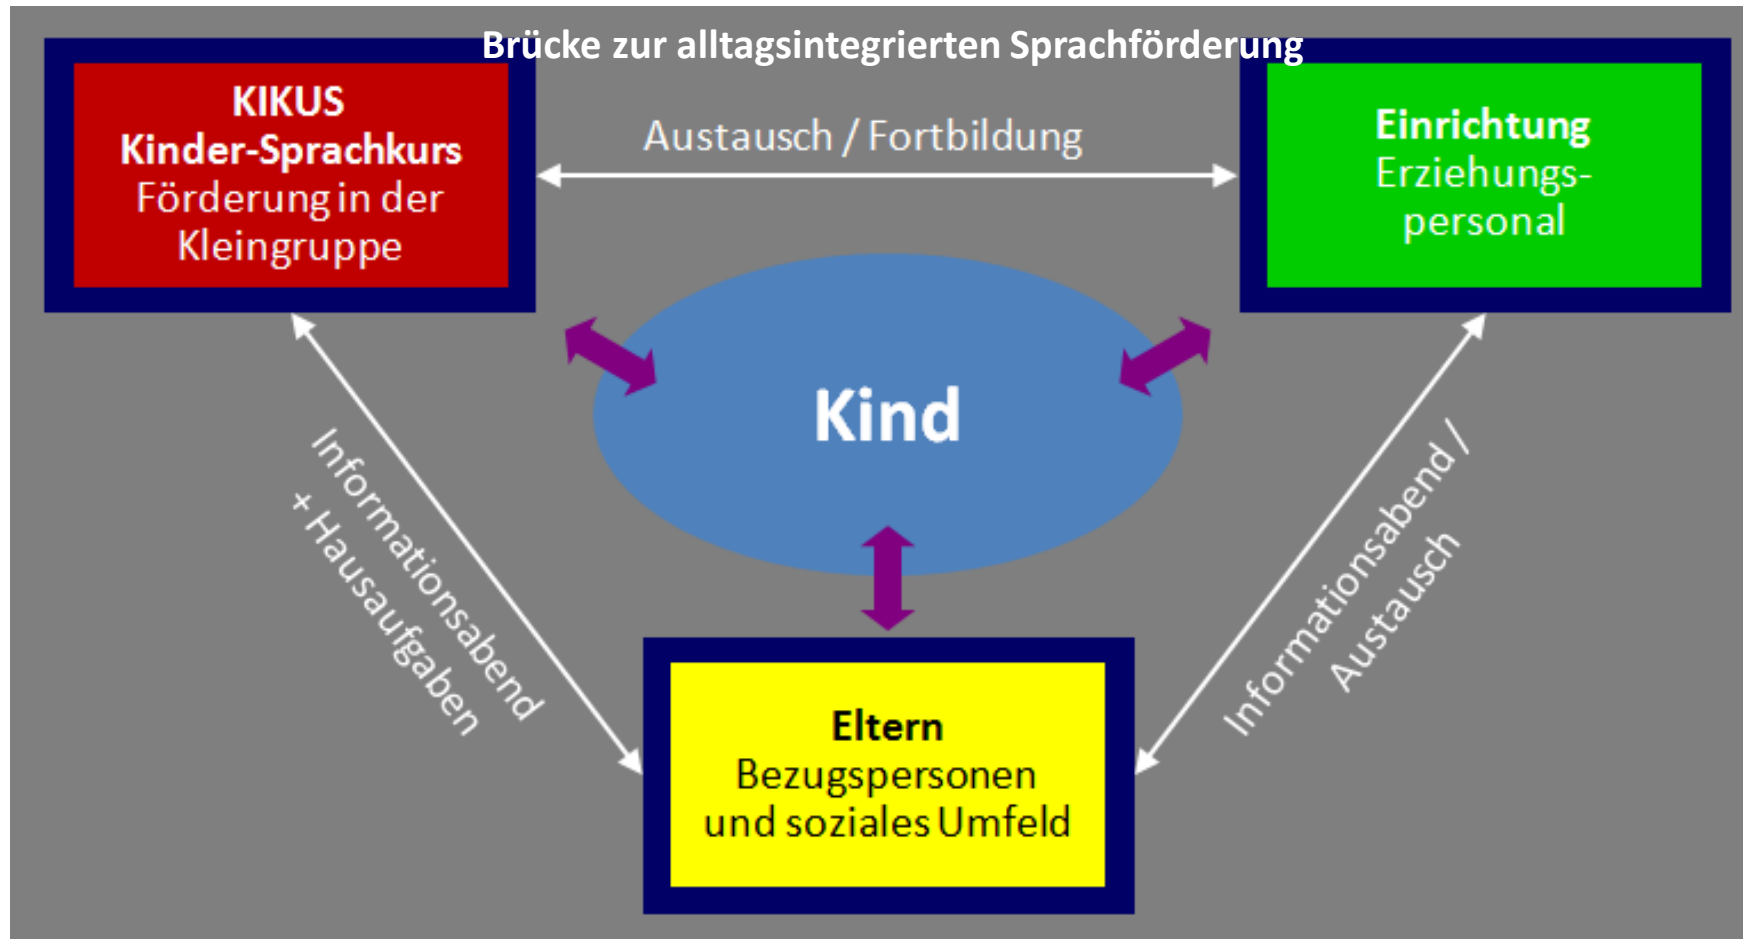 Brücke zur alltagsintegrierten Sprachförderung
KIKUS
Kinder-Sprachkurs
Förderung in der
Kleingruppe
Austausch / Fortbildung
Einrichtung
Erziehungs-
personal
Kind
Informationsabend
+ Hausaufgaben
Informationsabend /
Austausch
Eltern
Bezugspersonen
und soziales Umfeld